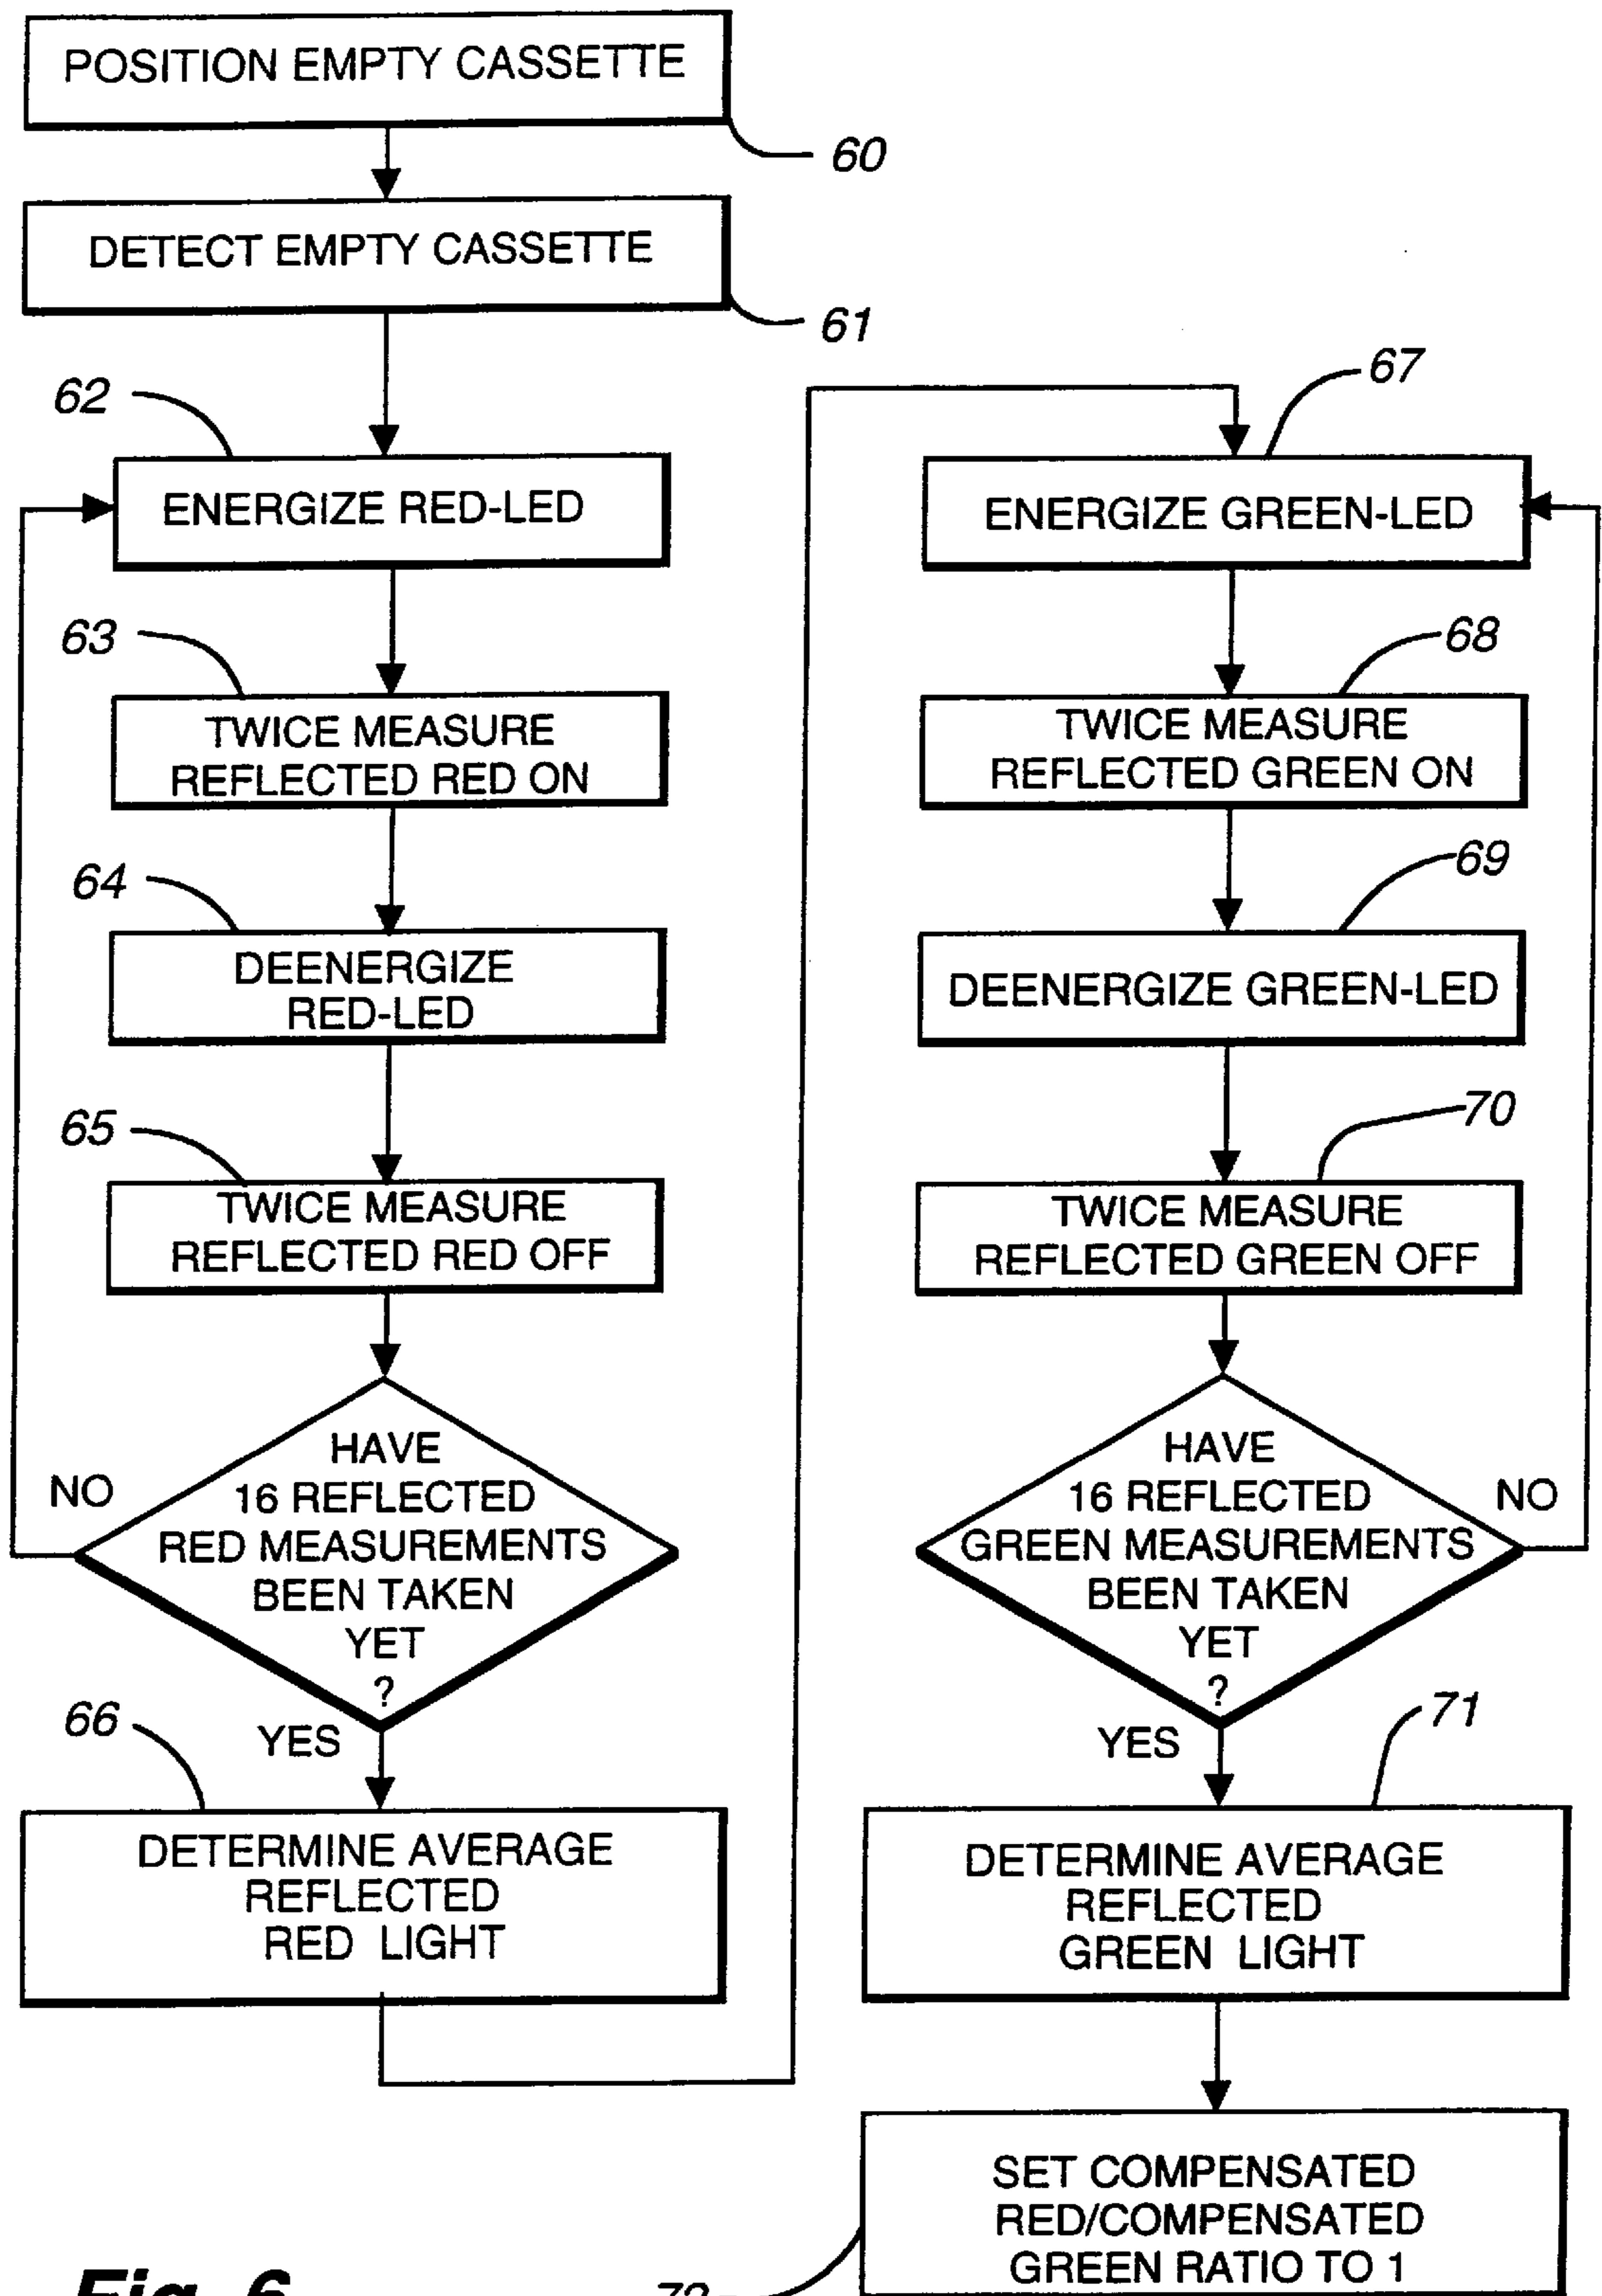 POSITION EMPTY CASSETTE
60
DETECT EMPTY CASSETTE
61
62
ENERGIZE RED-LED
63
TWICE MEASURE
REFLECTED RED ON
64
DEENERGIZE
RED-LED
65
TWICE MEASURE
REFLECTED RED OFF
HAVE
16 REFLECTED
RED MEASUREMENTS
BEEN TAKEN
YET
?
NO
YES
66
DETERMINE AVERAGE
REFLECTED
RED LIGHT
67
ENERGIZE GREEN-LED
68
TWICE MEASURE
REFLECTED GREEN ON
69
DEENERGIZE GREEN-LED
70
TWICE MEASURE
REFLECTED GREEN OFF
HAVE
16 REFLECTED
GREEN MEASUREMENTS
BEEN TAKEN
YET
?
NO
YES
71
DETERMINE AVERAGE
REFLECTED
GREEN LIGHT
SET COMPENSATED
RED/COMPENSATED
GREEN RATIO TO 1
Fig. 6